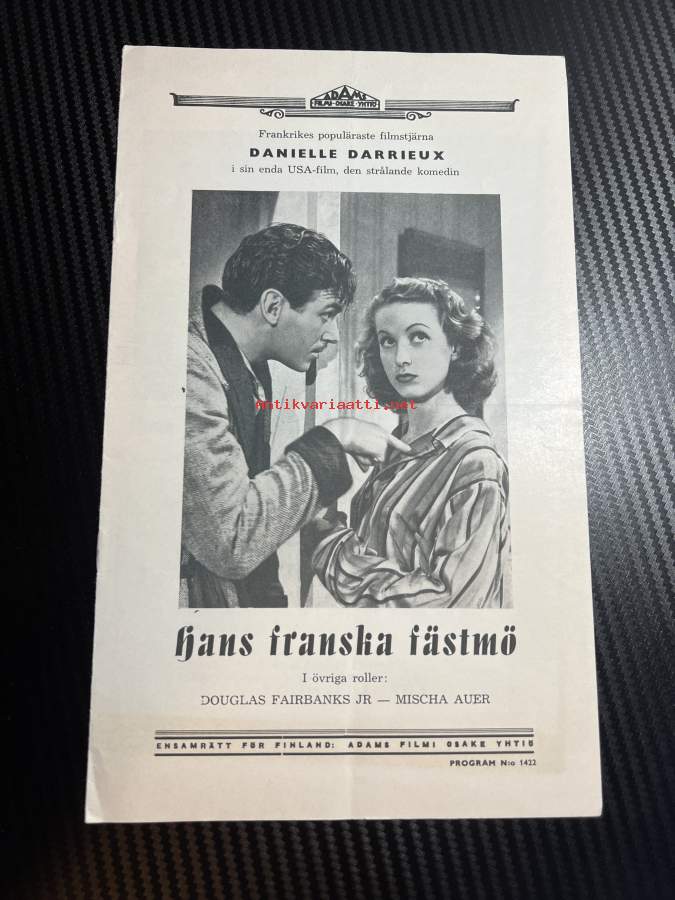 ADAMS
FILMI-OSAKE-YHTIÖ
Frankrikes populäraste filmstjärna
DANIELLE DARRIEUX
i sin enda USA-film, den strålande komedin
Antikvariaatti.net
Hans franska fästmö
I övriga roller:
DOUGLAS FAIRBANKS JR — MISCHA AUER
ENSAMRÄTT FÖR FINLAND: ADAMS FILMI OSAKE YHTIÖ
PROGRAM N:o 1422